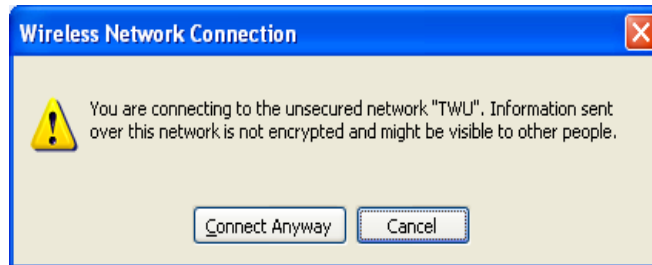 Wireless Network Connection
You are connecting to the unsecured network "TWU". Information sent
over this network is not encrypted and might be visible to other people.
Connect Anyway
Cancel